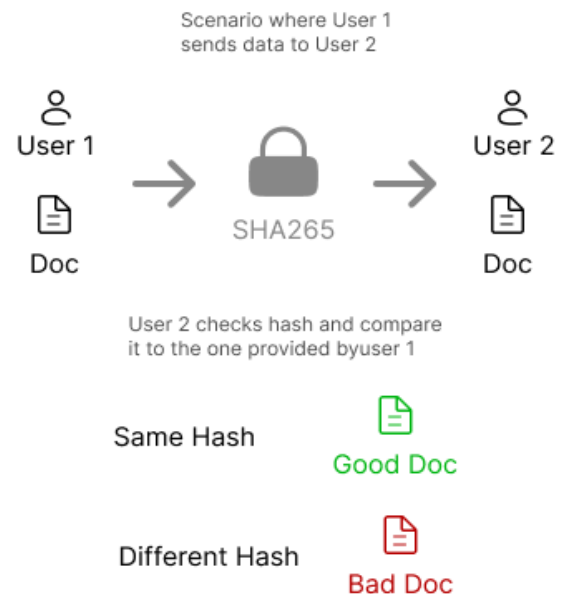 Scenario where User 1
sends data to User 2
User 1
User 2
SHA265
Doc
Doc
User 2 checks hash and compare
it to the one provided byuser 1
Same Hash
Good Doc
Different Hash
Bad Doc